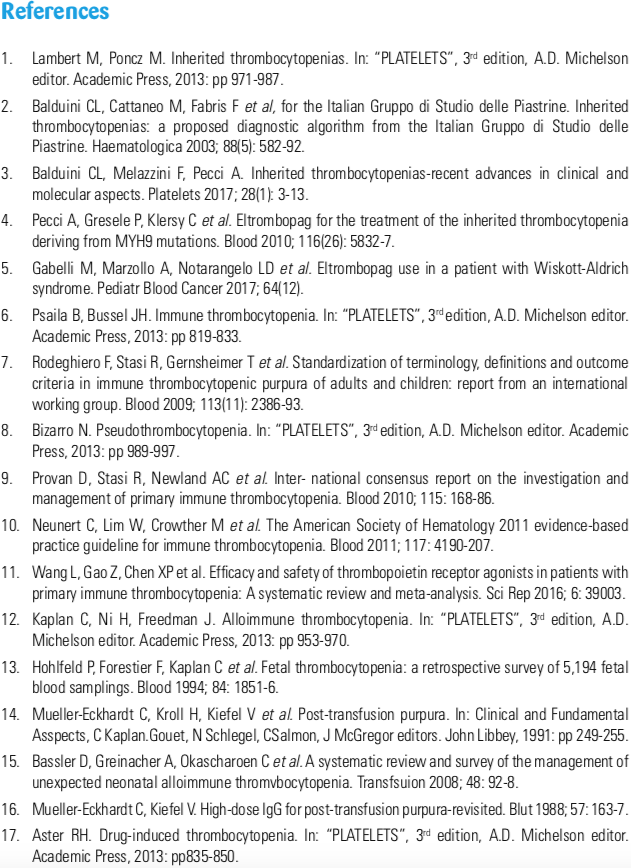 References
1. Lambert M, Poncz M. Inherited thrombocytopenias. In: “PLATELETS”, 3rd edition, A.D. Michelson
editor. Academic Press, 2013: pp 971-987.
2. Balduini CL, Cattaneo M, Fabris F et al, for the Italian Gruppo di Studio delle Piastrine. Inherited
thrombocytopenias: a proposed diagnostic algorithm from the Italian Gruppo di Studio delle
Piastrine. Haematologica 2003; 88(5): 582-92.
3. Balduini CL, Melazzini F, Pecci A. Inherited thrombocytopenias-recent advances in clinical and
molecular aspects. Platelets 2017; 28(1): 3-13.
4. Pecci A, Gresele P, Klersy C et al. Eltrombopag for the treatment of the inherited thrombocytopenia
deriving from MYH9 mutations. Blood 2010; 116(26): 5832-7.
5. Gabelli M, Marzollo A, Notarangelo LD et al. Eltrombopag use in a patient with Wiskott-Aldrich
syndrome. Pediatr Blood Cancer 2017; 64(12).
6. Psaila B, Bussel JH. Immune thrombocytopenia. In: “PLATELETS”, 3rd edition, A.D. Michelson editor.
Academic Press, 2013: pp 819-833.
7. Rodeghiero F, Stasi R, Gernsheimer T et al. Standardization of terminology, definitions and outcome
criteria in immune thrombocytopenic purpura of adults and children: report from an international
working group. Blood 2009; 113(11): 2386-93.
8. Bizarro N. Pseudothrombocytopenia. In: “PLATELETS”, 3rd edition, A.D. Michelson editor. Academic
Press, 2013: pp 989-997.
9. Provan D, Stasi R, Newland AC et al. Inter- national consensus report on the investigation and
management of primary immune thrombocytopenia. Blood 2010; 115: 168-86.
10. Neunert C, Lim W, Crowther M et al. The American Society of Hematology 2011 evidence-based
practice guideline for immune thrombocytopenia. Blood 2011; 117: 4190-207.
11. Wang L, Gao Z, Chen XP et al. Efficacy and safety of thrombopoietin receptor agonists in patients with
primary immune thrombocytopenia: A systematic review and meta-analysis. Sci Rep 2016; 6: 39003.
12. Kaplan C, Ni H, Freedman J. Alloimmune thrombocytopenia. In: “PLATELETS”, 3rd edition, A.D.
Michelson editor. Academic Press, 2013: pp 953-970.
13. Hohlfeld P, Forestier F, Kaplan C et al. Fetal thrombocytopenia: a retrospective survey of 5,194 fetal
blood samplings. Blood 1994; 84: 1851-6.
14. Mueller-Eckhardt C, Kroll H, Kiefel V et al. Post-transfusion purpura. In: Clinical and Fundamental
Asspects, C Kaplan.Gouet, N Schlegel, CSalmon, J McGregor editors. John Libbey, 1991: pp 249-255.
15. Bassler D, Greinacher A, Okascharoen C et al. A systematic review and survey of the management of
unexpected neonatal alloimmune thromvbocytopenia. Transfsuion 2008; 48: 92-8.
16. Mueller-Eckhardt C, Kiefel V. High-dose IgG for post-transfusion purpura-revisited. Blut 1988; 57: 163-7.
17. Aster RH. Drug-induced thrombocytopenia. In: “PLATELETS”, 3rd edition, A.D. Michelson editor.
Academic Press, 2013: pp835-850.